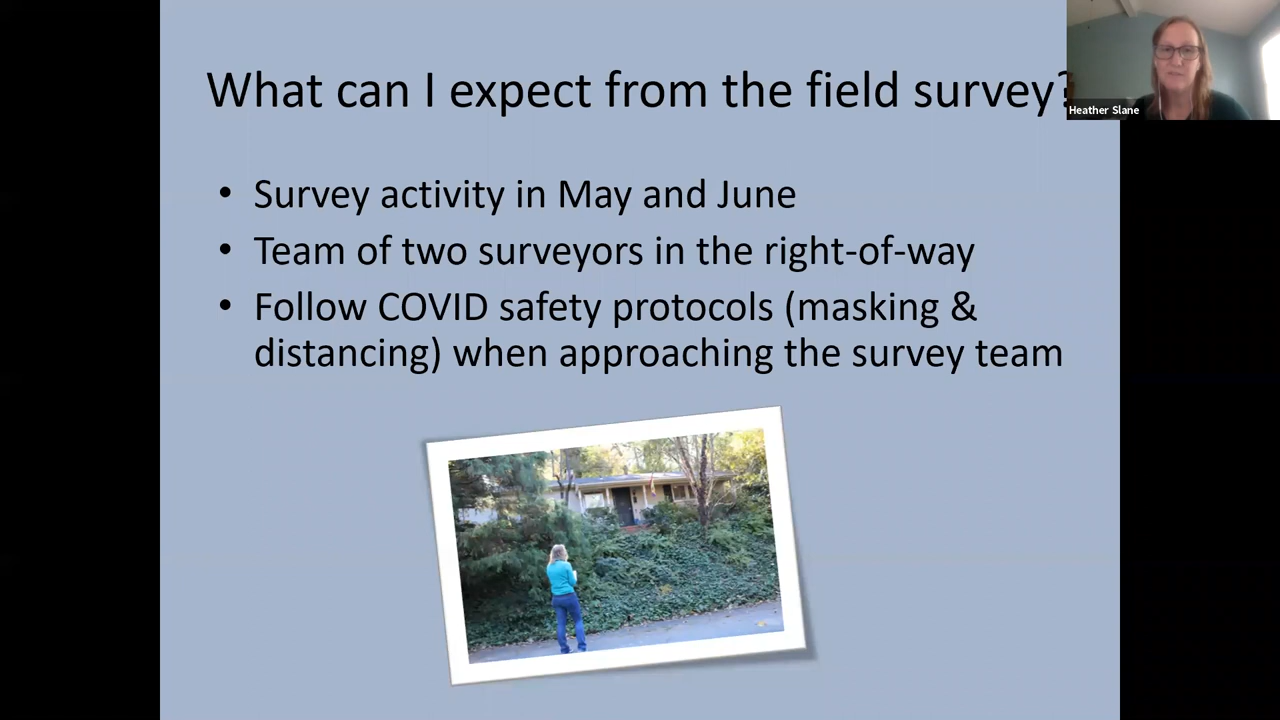 What can I expect from the field survey?
Heather Slane
• Survey activity in May and June
• Team of two surveyors in the right-of-way
• Follow COVID safety protocols (masking &
distancing) when approaching the survey team